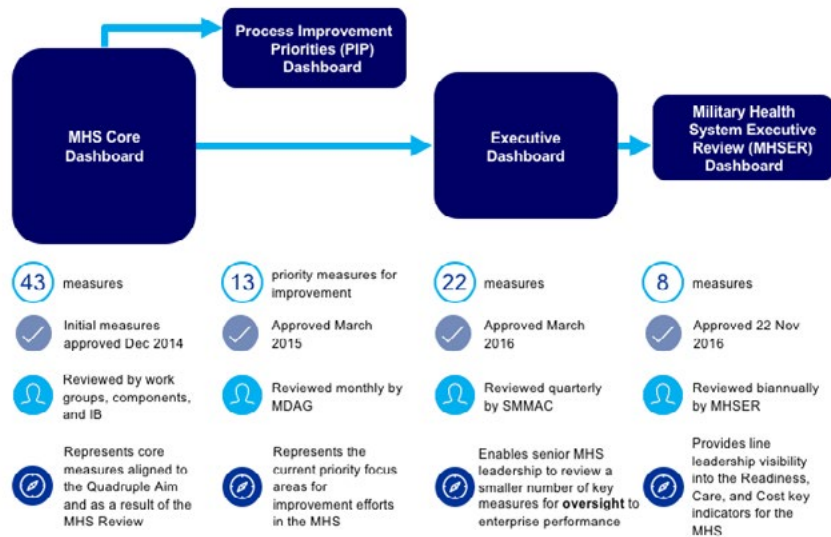 Process Improvement
Priorities (PIP)
Dashboard
MHS Core
Dashboard
Executive
Dashboard
Military Health
System Executive
Review (MHSER)
Dashboard
43 measures
Initial measures
approved Dec 2014
Reviewed by work
groups, components,
and IB
Represents core
measures aligned to
the Quadruple Aim
and as a result of the
MHS Review
13 priority measures for
improvement
Approved March
2015
Reviewed monthly by
MDAG
Represents the
current priority focus
areas for
improvement efforts
in the MHS
22 measures
Approved March
2016
Reviewed quarterly
by SMMAC
Enables senior MHS
leadership to review a
smaller number of key
measures for oversight to
enterprise performance
8 measures
Approved 22 Nov
2016
Reviewed biannually
by MHSER
Provides line
leadership visibility
into the Readiness,
Care, and Cost key
indicators for the
MHS